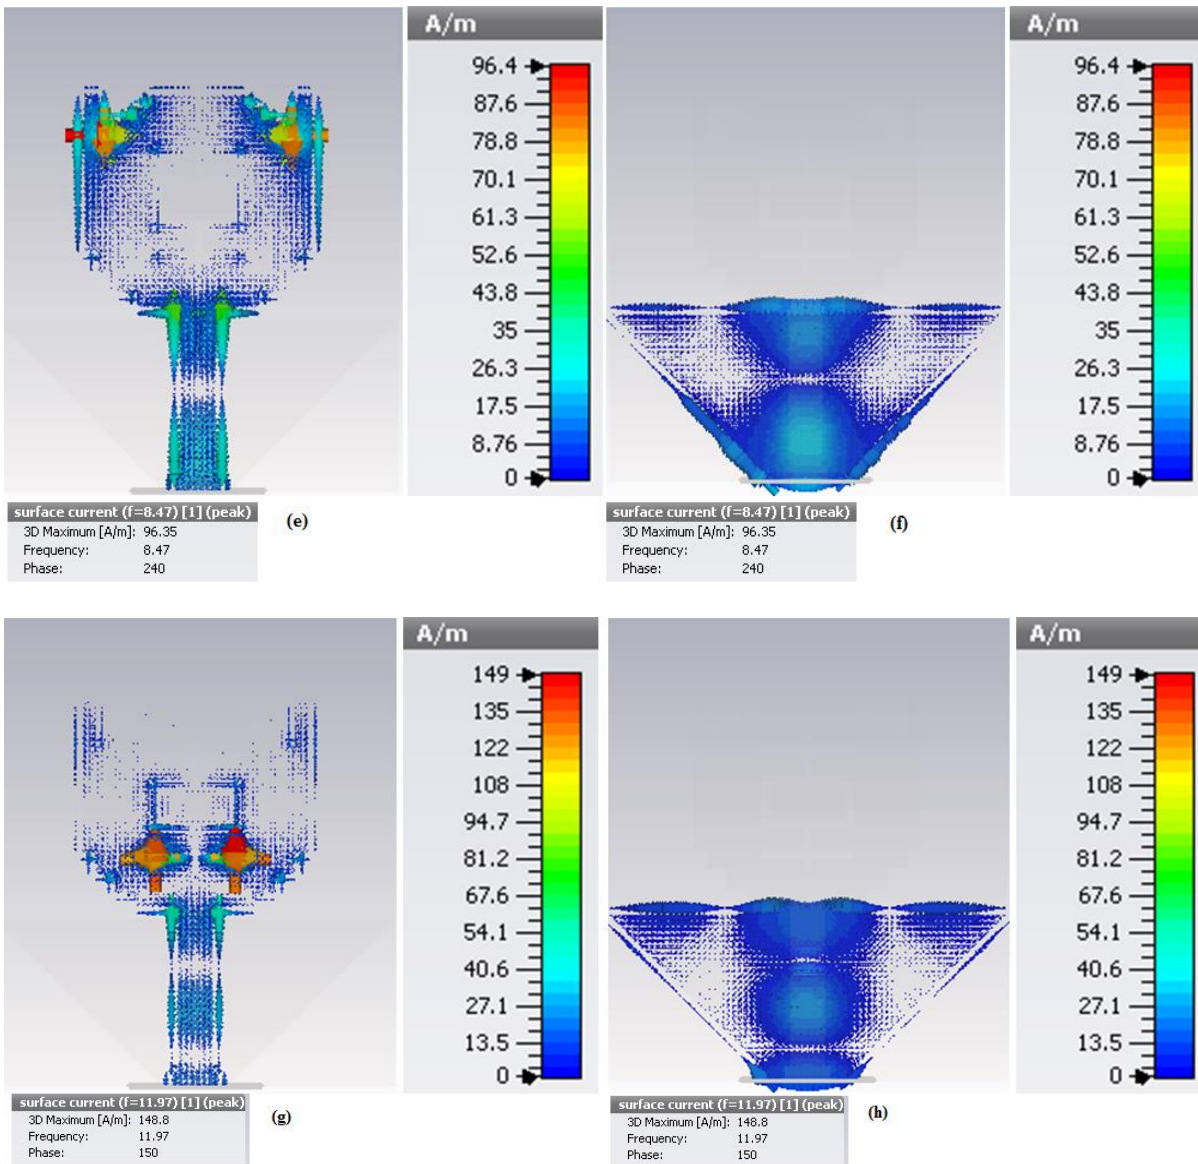 A/m
96.4
87.6
78.8
70.1
61.3
52.6
43.8
35
26.3
17.5
8.76
0
A/m
96.4
87.6
78.8
70.1
61.3
52.6
43.8
35
26.3
17.5
8.76
0
surface current (f=8.47) [1] (peak)
3D Maximum [A/m]: 96.35
Frequency: 8.47
Phase: 240
(e)
surface current (f=8.47) [1] (peak)
3D Maximum [A/m]: 96.35
Frequency: 8.47
Phase: 240
(f)
A/m
149
135
122
108
94.7
81.2
67.6
54.1
40.6
27.1
13.5
0
A/m
149
135
122
108
94.7
81.2
67.6
54.1
40.6
27.1
13.5
0
surface current (f=11.97) [1] (peak)
3D Maximum [A/m]: 148.8
Frequency: 11.97
Phase: 150
(g)
surface current (f=11.97) [1] (peak)
3D Maximum [A/m]: 148.8
Frequency: 11.97
Phase: 150
(h)